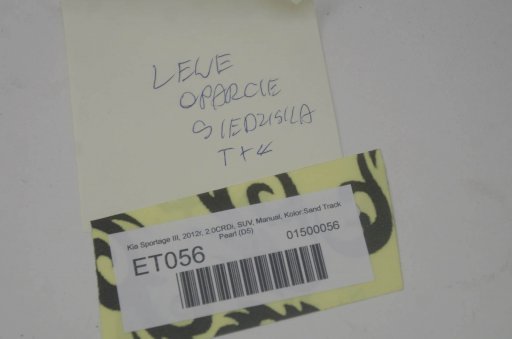 LEWE
OPARCIE
SIEDZISKA
T + K
Kia Sportage III, 2012r, 2.0CRDi, SUV, Manual, Kolor:Sand Track
Pearl (D5)
ET056
01500056